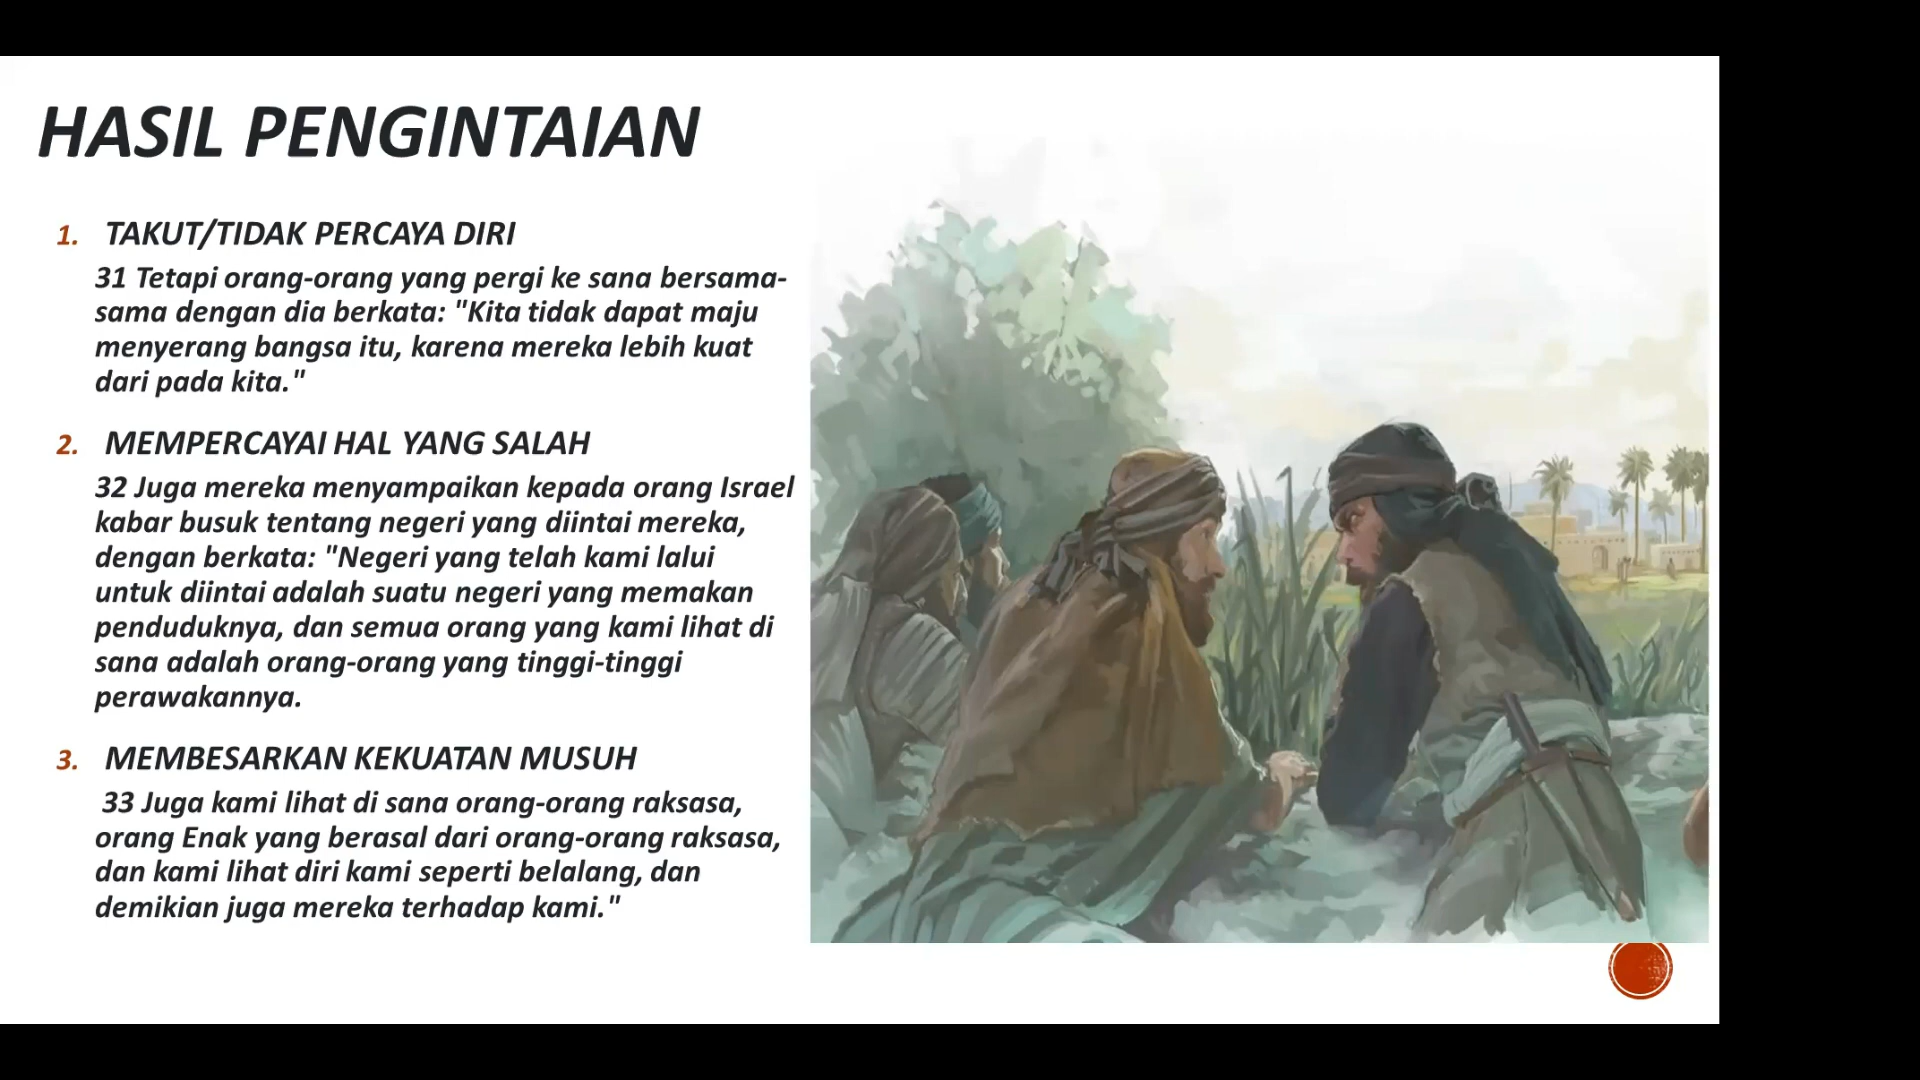 HASIL PENGINTAIAN
1. TAKUT/TIDAK PERCAYA DIRI
31 Tetapi orang-orang yang pergi ke sana bersama-
sama dengan dia berkata: "Kita tidak dapat maju
menyerang bangsa itu, karena mereka lebih kuat
dari pada kita."
2. MEMPERCAYAI HAL YANG SALAH
32 Juga mereka menyampaikan kepada orang Israel
kabar busuk tentang negeri yang diintai mereka,
dengan berkata: "Negeri yang telah kami lalui
untuk diintai adalah suatu negeri yang memakan
penduduknya, dan semua orang yang kami lihat di
sana adalah orang-orang yang tinggi-tinggi
perawakannya.
3. MEMBESARKAN KEKUATAN MUSUH
33 Juga kami lihat di sana orang-orang raksasa,
orang Enak yang berasal dari orang-orang raksasa,
dan kami lihat diri kami seperti belalang, dan
demikian juga mereka terhadap kami."